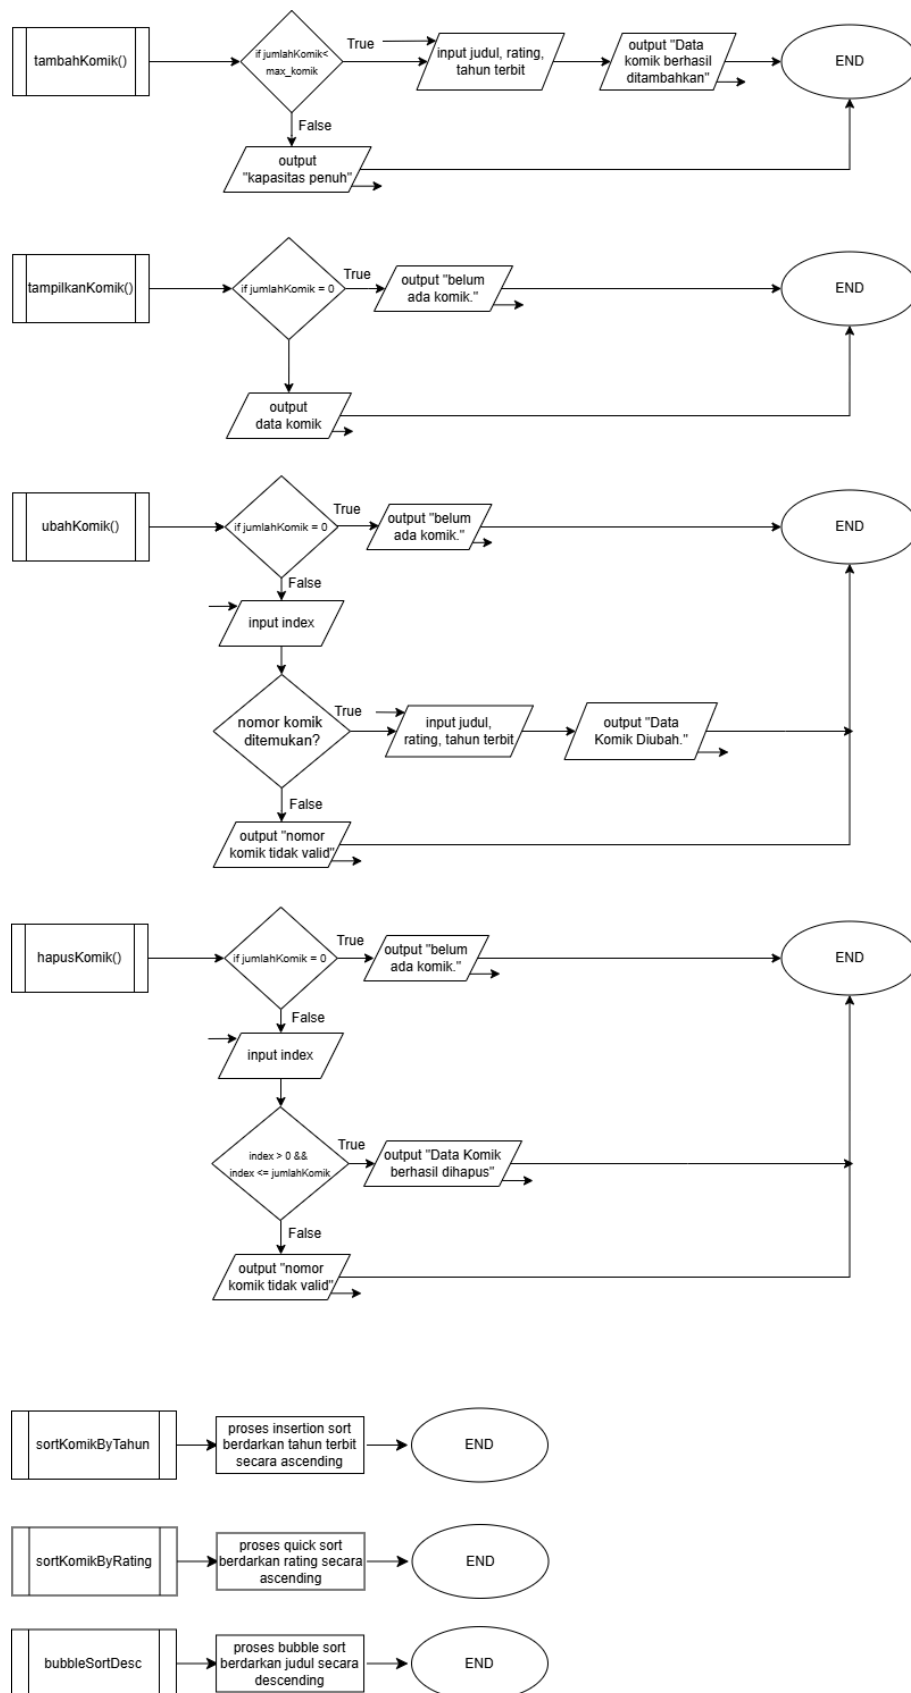 tambahKomik()
if jumlahKomik<
max_komik
True
input judul, rating,
tahun terbit
output "Data
komik berhasil
ditambahkan"
END
False
output
"kapasitas penuh"
tampilkanKomik()
if jumlahKomik = 0
True
output "belum
ada komik."
END
output
data komik
ubahKomik()
if jumlahKomik = 0
True
output "belum
ada komik."
END
False
input index
nomor komik
ditemukan?
True
input judul,
rating, tahun terbit
output "Data
Komik Diubah."
False
output "nomor
komik tidak valid"
hapusKomik()
if jumlahKomik = 0
True
output "belum
ada komik."
END
False
input index
index > 0 &&
index <= jumlahKomik
True
output "Data Komik
berhasil dihapus"
False
output "nomor
komik tidak valid"
sortKomikByTahun
proses insertion sort
berdarkan tahun terbit
secara ascending
END
sortKomikByRating
proses quick sort
berdarkan rating secara
ascending
END
bubbleSortDesc
proses bubble sort
berdarkan judul secara
descending
END